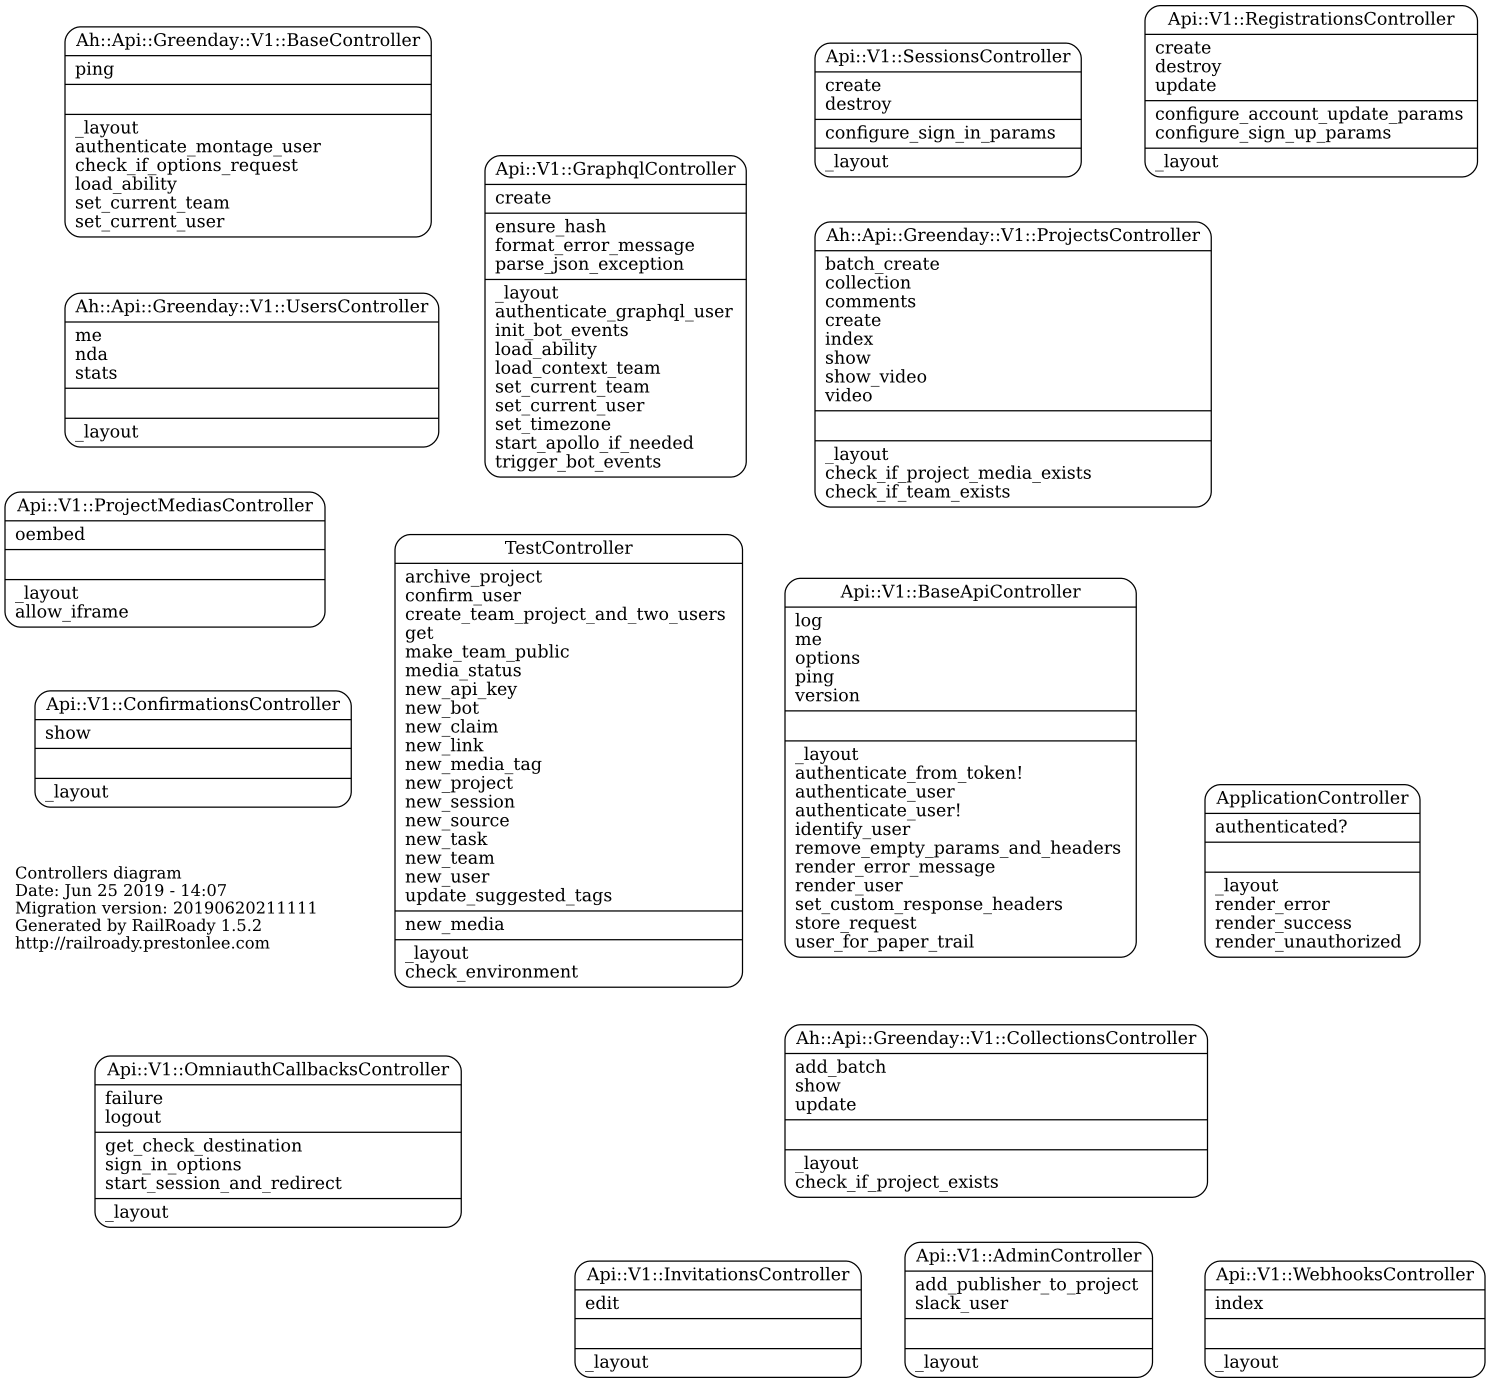 Ah::Api::Greenday::V1::BaseController
ping
_layout
authenticate_montage_user
check_if_options_request
load_ability
set_current_team
set_current_user
Api::V1::SessionsController
create
destroy
configure_sign_in_params
_layout
Api::V1::RegistrationsController
create
destroy
update
configure_account_update_params
configure_sign_up_params
_layout
Api::V1::GraphqlController
create
ensure_hash
format_error_message
parse_json_exception
_layout
authenticate_graphql_user
init_bot_events
load_ability
load_context_team
set_current_team
set_current_user
set_timezone
start_apollo_if_needed
trigger_bot_events
Ah::Api::Greenday::V1::ProjectsController
batch_create
collection
comments
create
index
show
show_video
video
_layout
check_if_project_media_exists
check_if_team_exists
Ah::Api::Greenday::V1::UsersController
me
nda
stats
_layout
Api::V1::ProjectMediasController
oembed
_layout
allow_iframe
TestController
archive_project
confirm_user
create_team_project_and_two_users
get
make_team_public
media_status
new_api_key
new_bot
new_claim
new_link
new_media_tag
new_project
new_session
new_source
new_task
new_team
new_user
update_suggested_tags
new_media
_layout
check_environment
Api::V1::BaseApiController
log
me
options
ping
version
_layout
authenticate_from_token!
authenticate_user
authenticate_user!
identify_user
remove_empty_params_and_headers
render_error_message
render_user
set_custom_response_headers
store_request
user_for_paper_trail
Api::V1::ConfirmationsController
show
_layout
ApplicationController
authenticated?
_layout
render_error
render_success
render_unauthorized
Controllers diagram
Date: Jun 25 2019 - 14:07
Migration version: 20190620211111
Generated by RailRoady 1.5.2
http://railroady.prestonlee.com
Api::V1::OmniauthCallbacksController
failure
logout
get_check_destination
sign_in_options
start_session_and_redirect
_layout
Ah::Api::Greenday::V1::CollectionsController
add_batch
show
update
_layout
check_if_project_exists
Api::V1::InvitationsController
edit
_layout
Api::V1::AdminController
add_publisher_to_project
slack_user
_layout
Api::V1::WebhooksController
index
_layout